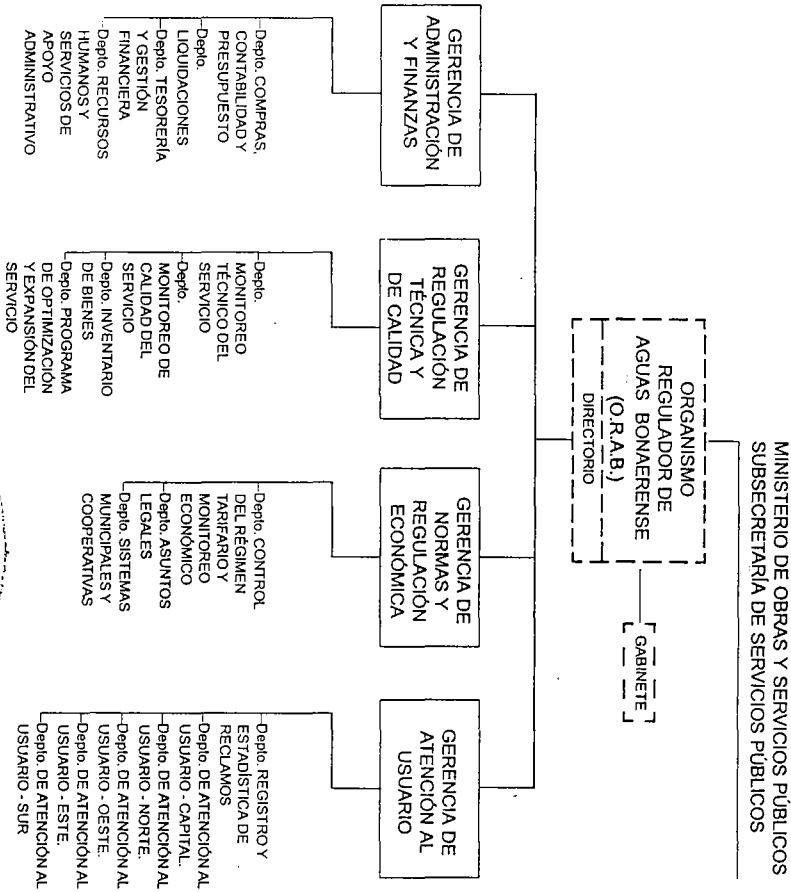 MINISTERIO DE OBRAS Y SERVICIOS PÚBLICOS
SUBSECRETARÍA DE SERVICIOS PÚBLICOS
ORGANISMO
REGULADOR DE
AGUAS BONAERENSE
(O.R.A.B.)
DIRECTORIO
GABINETE
GERENCIA DE
ADMINISTRACIÓN
Y FINANZAS
Depto. COMPRAS,
CONTABILIDAD Y
PRESUPUESTO
Depto.
LIQUIDACIONES
Depto. TESORERÍA
Y GESTIÓN
FINANCIERA
Depto. RECURSOS
HUMANOS Y
SERVICIOS DE
APOYO
ADMINISTRATIVO
GERENCIA DE
REGULACIÓN
TÉCNICA Y
DE CALIDAD
Depto.
MONITOREO
TÉCNICO DEL
SERVICIO
Depto.
MONITOREO DE
CALIDAD DEL
SERVICIO
Depto. INVENTARIO
DE BIENES
Depto. PROGRAMA
DE OPTIMIZACIÓN
Y EXPANSIÓN DEL
SERVICIO
GERENCIA DE
NORMAS Y
REGULACIÓN
ECONÓMICA
Depto. CONTROL
DEL RÉGIMEN
TARIFARIO Y
MONITOREO
ECONÓMICO
Depto. ASUNTOS
LEGALES
Depto. SISTEMAS
MUNICIPALES Y
COOPERATIVAS
GERENCIA DE
ATENCIÓN AL
USUARIO
Depto. REGISTRO Y
ESTADÍSTICA DE
RECLAMOS
Depto. DE ATENCIÓN AL
USUARIO - CAPITAL.
Depto. DE ATENCIÓN AL
USUARIO - NORTE.
Depto. DE ATENCIÓN AL
USUARIO - OESTE.
Depto. DE ATENCIÓN AL
USUARIO - ESTE.
Depto. DE ATENCIÓN AL
USUARIO - SUR